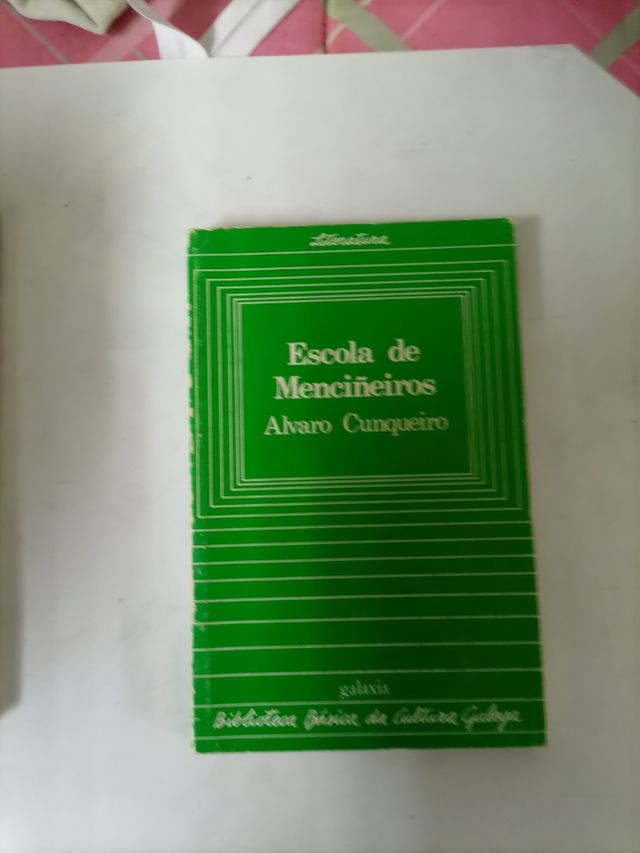 Literatura
Escola de
Menciñeiros
Alvaro Cunqueiro
galaxia
Biblioteca Básica da Cultura Galega